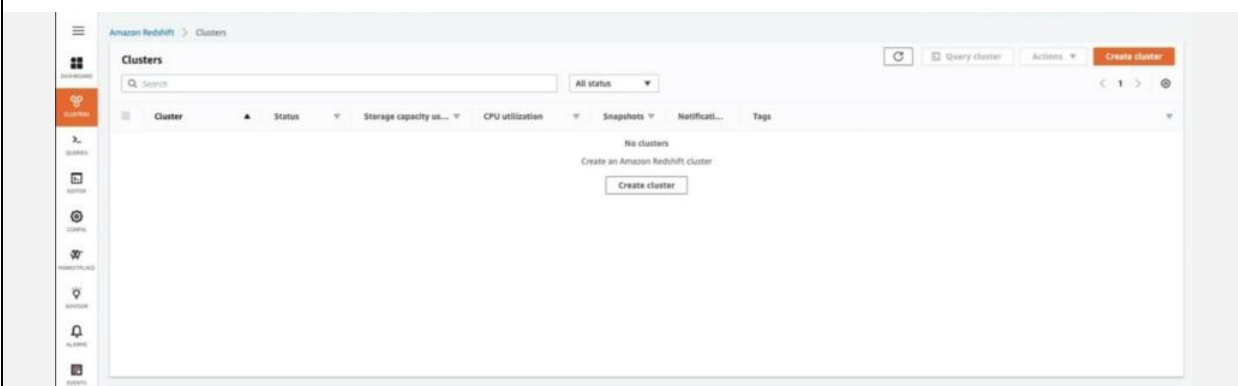 Amazon Redshift > Clusters
Clusters
Query cluster
Actions
Create cluster
Search
All status
1
Cluster Status Storage capacity us... CPU utilization Snapshots Notificati... Tags
No clusters
Create an Amazon Redshift cluster
Create cluster
DASHBOARD
CLUSTERS
QUERIES
EDITOR
CONFIG
MARKETPLACE
ADVISOR
ALARMS
EVENTS